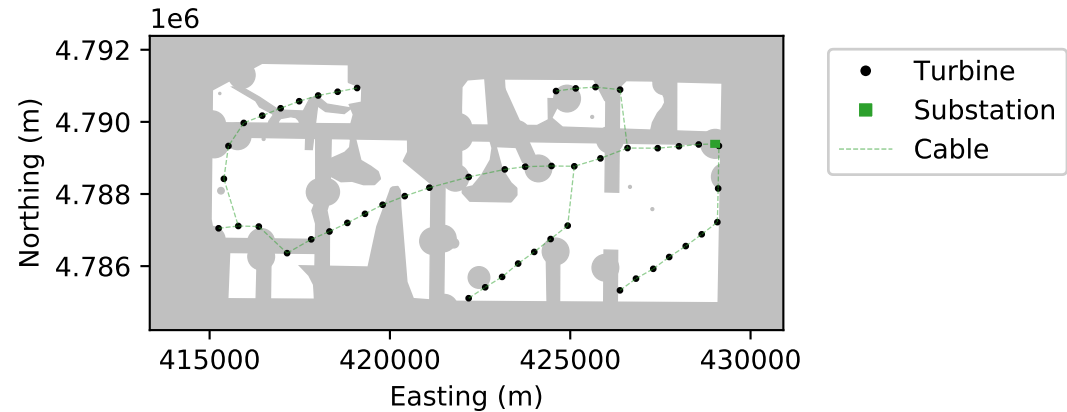 1e6
4.792
4.790
4.788
4.786
Northing (m)
415000 420000 425000 430000
Easting (m)
Turbine
Substation
Cable